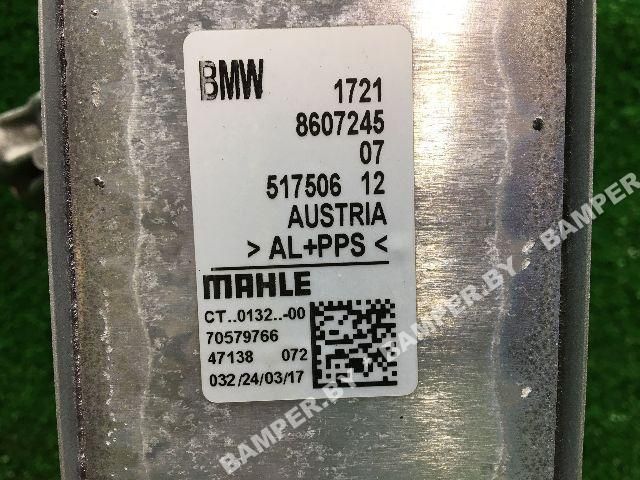 BMW 1721
8607245
07
517506 12
AUSTRIA
> AL+PPS <
MAHLE
CT..0132..-00
70579766
47138 072
032/24/03/17
BAMPER.BY - BAMPER.BY - BAMPER